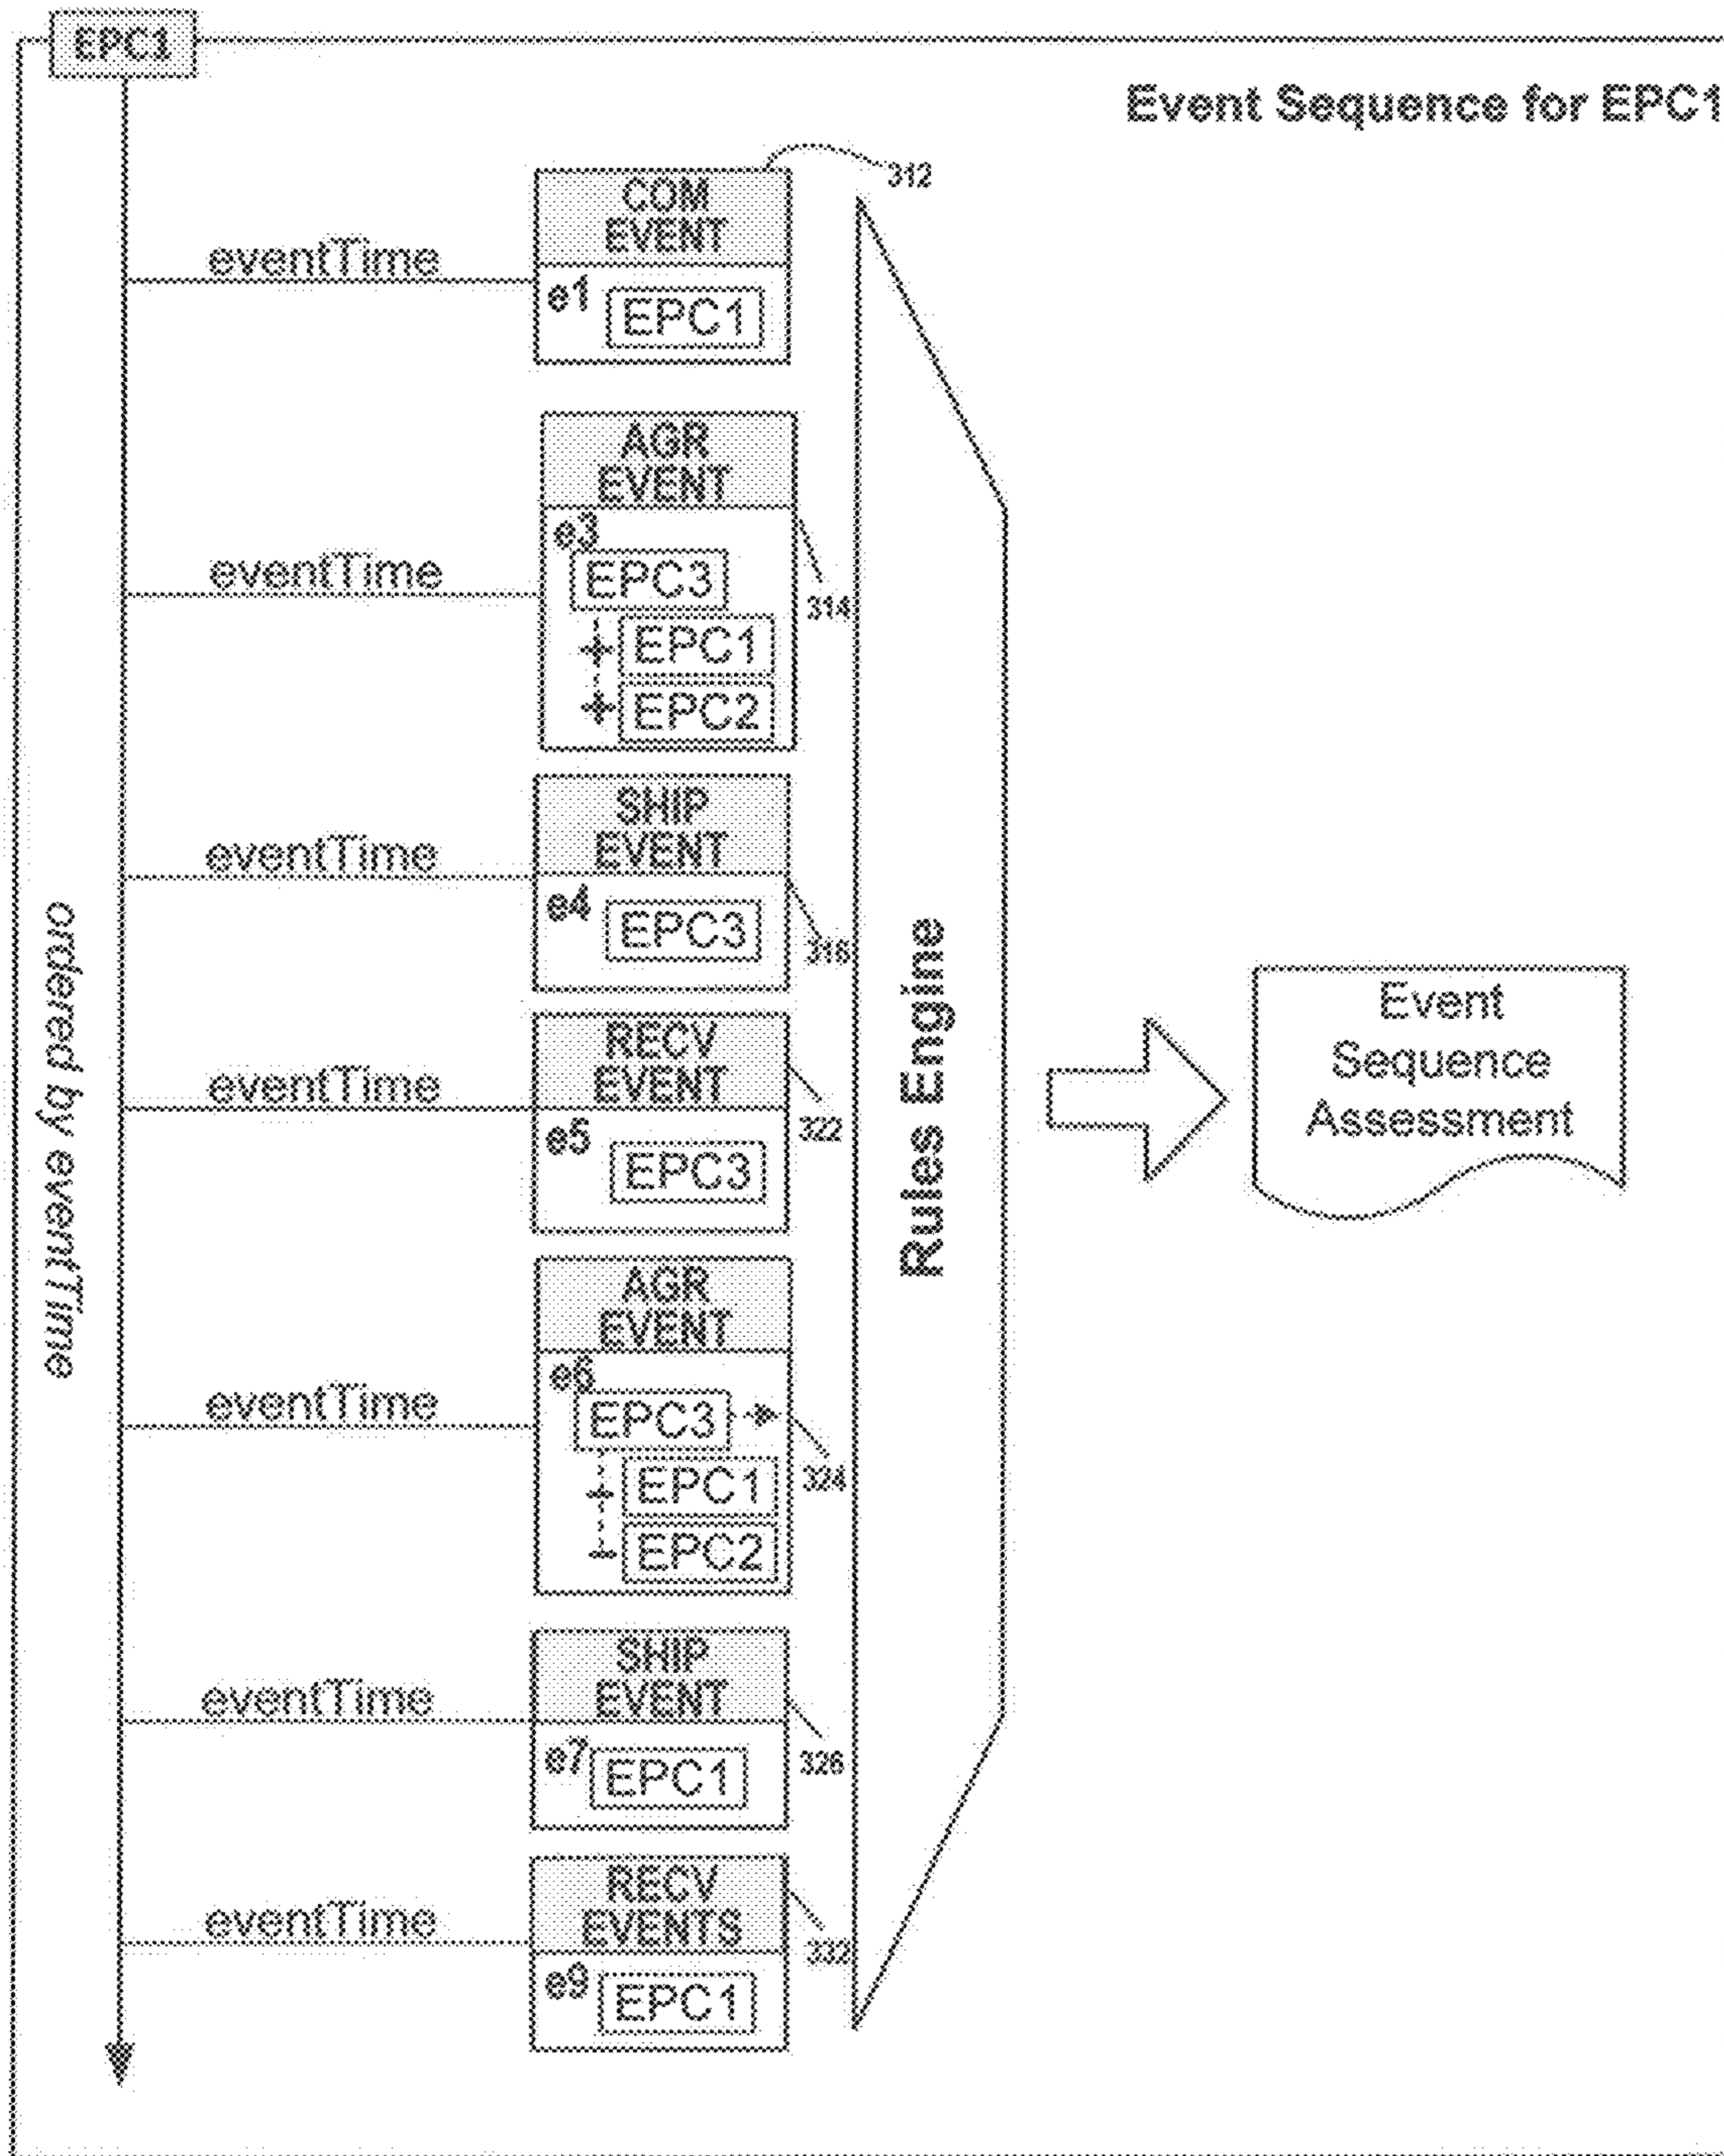 EPC1
Event Sequence for EPC1
312
COM
EVENT
eventTime
e1
EPC1
AGR
EVENT
e3
eventTime
EPC3
314
EPC1
EPC2
SHIP
EVENT
eventTime
e4
EPC3
316
ordered by eventTime
Rules Engine
RECV
EVENT
eventTime
322
e5
EPC3
Event
Sequence
Assessment
AGR
EVENT
e6
eventTime
EPC3
324
EPC1
EPC2
SHIP
EVENT
eventTime
326
e7
EPC1
RECV
EVENTS
eventTime
332
e9
EPC1